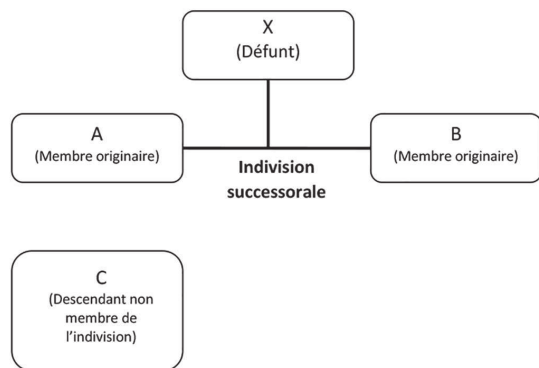 X
(Défunt)
A
(Membre originaire)
B
(Membre originaire)
Indivision
successorale
C
(Descendant non
membre de
l'indivision)